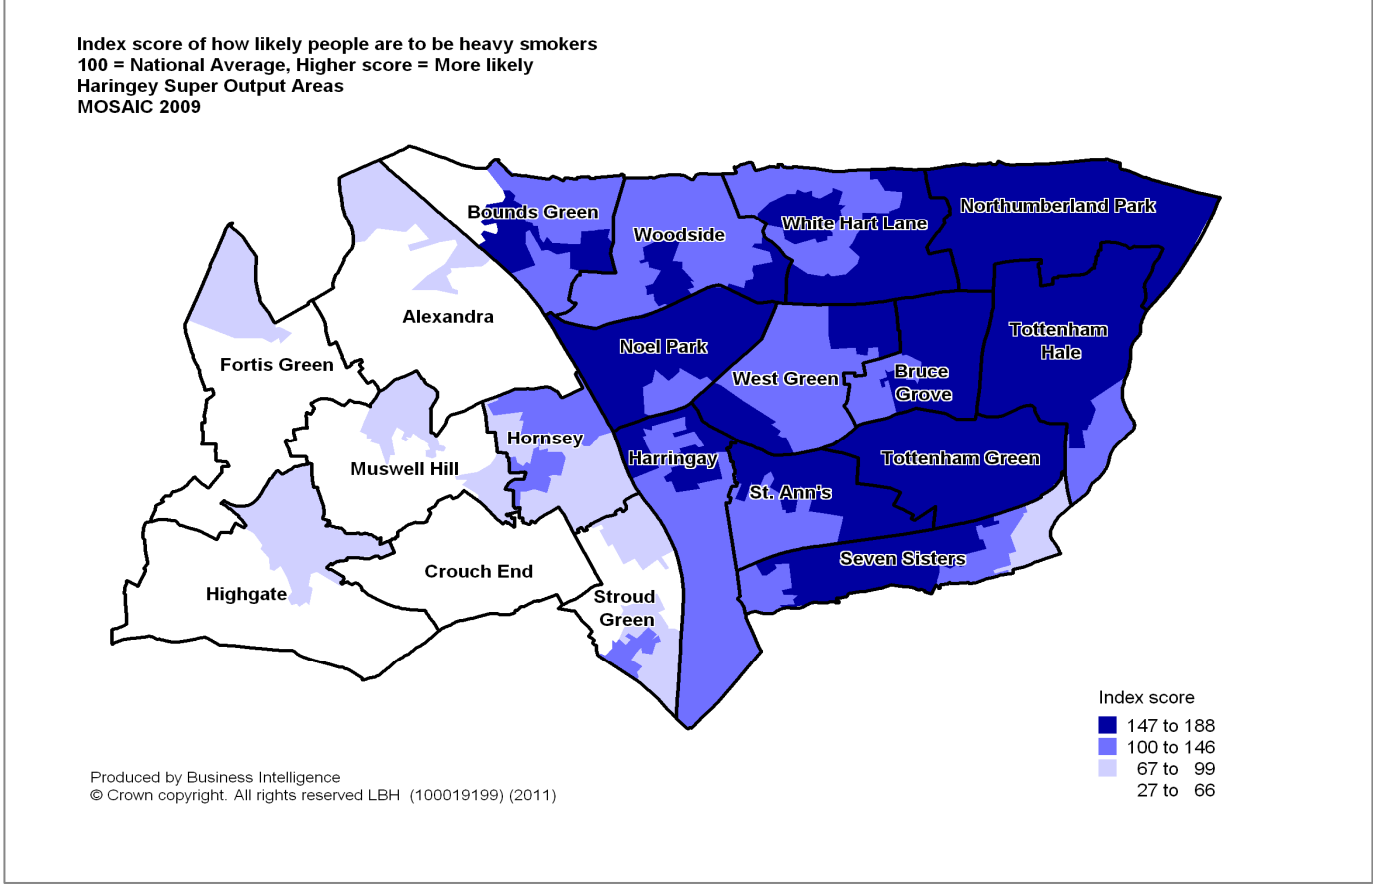 Index score of how likely people are to be heavy smokers
100 = National Average, Higher score = More likely
Haringey Super Output Areas
MOSAIC 2009
Northumberland Park
Bounds Green
White Hart Lane
Woodside
Alexandra
Tottenham
Hale
Noel Park
Fortis Green
West Green
Bruce
Grove
Hornsey
Harringay
Tottenham Green
Muswell Hill
St. Ann's
Seven Sisters
Crouch End
Highgate
Stroud
Green
Index score
147 to 188
100 to 146
67 to 99
27 to 66
Produced by Business Intelligence
© Crown copyright. All rights reserved LBH (100019199) (2011)